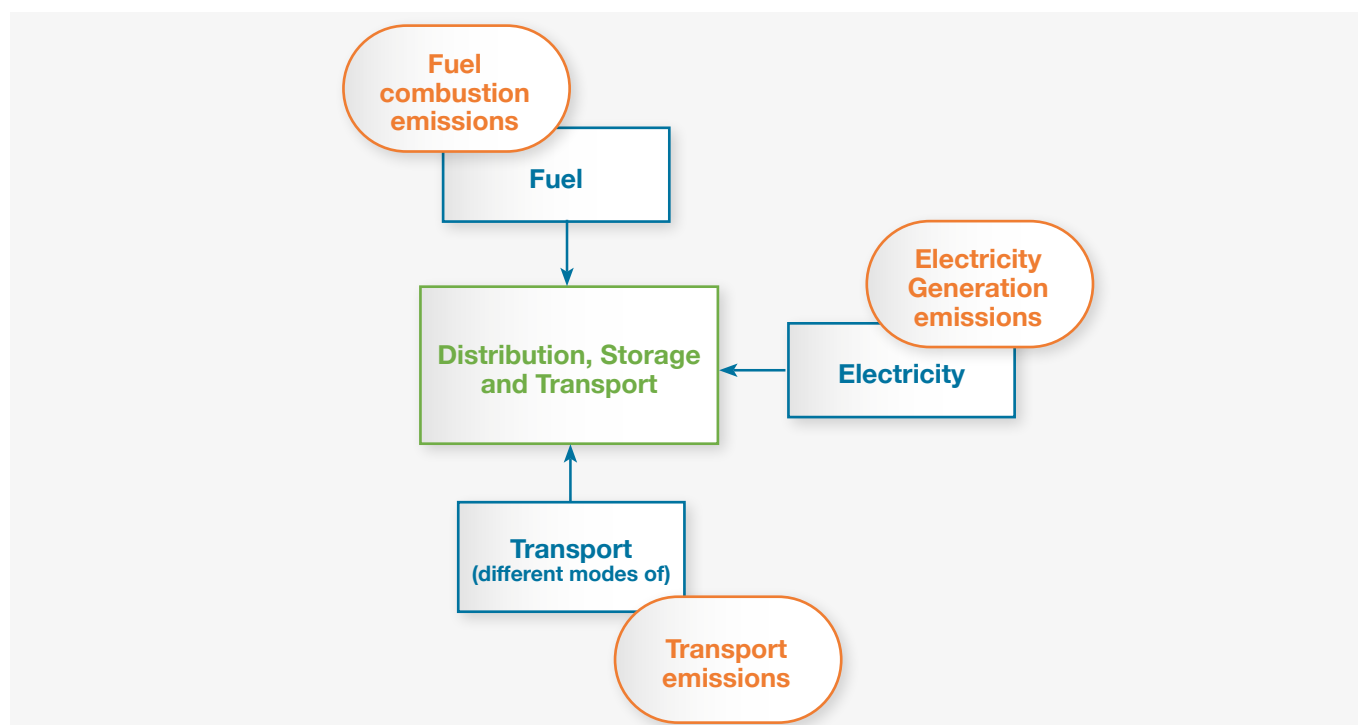 Fuel
combustion
emissions
Fuel
Electricity
Generation
emissions
Distribution, Storage
and Transport
Electricity
Transport
(different modes of)
Transport
emissions